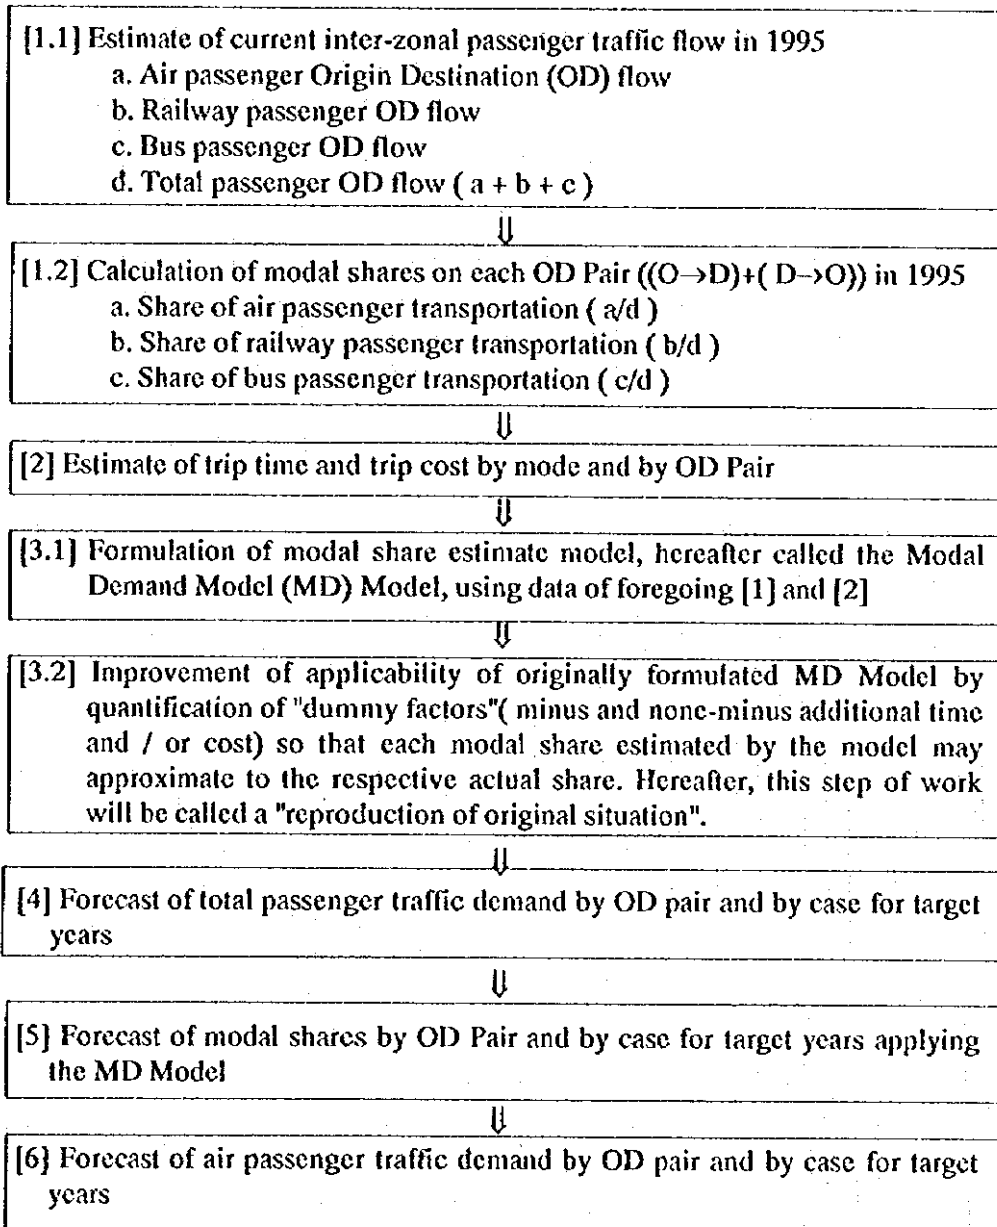 [1.1] Estimate of current inter-zonal passenger traffic flow in 1995
a. Air passenger Origin Destination (OD) flow
b. Railway passenger OD flow
c. Bus passenger OD flow
d. Total passenger OD flow ( a + b + c )
⇓
[1.2] Calculation of modal shares on each OD Pair ((O→D)+( D→O)) in 1995
a. Share of air passenger transportation ( a/d )
b. Share of railway passenger transportation ( b/d )
c. Share of bus passenger transportation ( c/d )
⇓
[2] Estimate of trip time and trip cost by mode and by OD Pair
⇓
[3.1] Formulation of modal share estimate model, hereafter called the Modal
Demand Model (MD) Model, using data of foregoing [1] and [2]
⇓
[3.2] Improvement of applicability of originally formulated MD Model by
quantification of "dummy factors"( minus and none-minus additional time
and / or cost) so that each modal share estimated by the model may
approximate to the respective actual share. Hereafter, this step of work
will be called a "reproduction of original situation".
⇓
[4] Forecast of total passenger traffic demand by OD pair and by case for target
years
⇓
[5] Forecast of modal shares by OD Pair and by case for target years applying
the MD Model
⇓
[6] Forecast of air passenger traffic demand by OD pair and by case for target
years